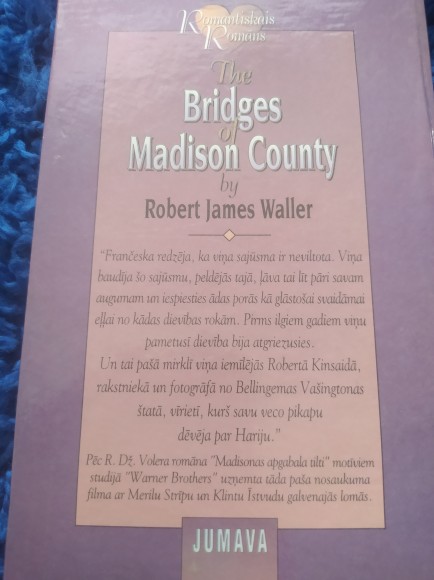 Romantiskais
Romāns
The
Bridges
of
Madison County
by
Robert James Waller
"Frančeska redzēja, ka viņa sajūsma ir neviltota. Viņa
baudīja šo sajūsmu, peldējās tajā, ļāva tai līt pāri savam
augumam un iespiesties ādas porās kā glāstošai svaidāmai
eļļai no kādas dievības rokām. Pirms ilgiem gadiem viņu
pametusī dievība bija atgriezusies.
Un tai pašā mirklī viņa iemīlējās Robertā Kinsaidā,
rakstniekā un fotogrāfā no Bellingemas Vašingtonas
štatā, vīrietī, kurš savu veco pikapu
dēvēja par Hariju."
Pēc R. Dž. Volera romāna "Madisonas apgabala tilti" motīviem
studijā "Warner Brothers" uzņemta tāda paša nosaukuma
filma ar Merilu Strīpu un Klintu Īstvudu galvenajās lomās.
JUMAVA